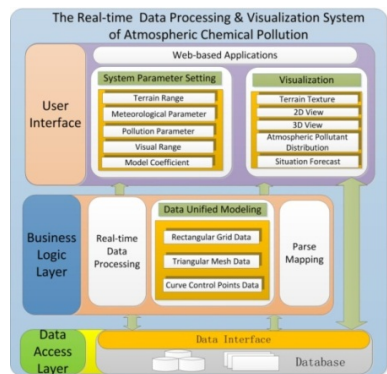 The Real-time Data Processing & Visualization System
of Atmospheric Chemical Pollution
Web-based Applications
User
Interface
System Parameter Setting
Terrain Range
Meteorological Parameter
Pollution Parameter
Visual Range
Model Coefficient
Visualization
Terrain Texture
2D View
3D View
Atmospheric Pollutant
Distribution
Situation Forecast
Business
Logic
Layer
Real-time
Data
Processing
Data Unified Modeling
Rectangular Grid Data
Triangular Mesh Data
Curve Control Points Data
Parse
Mapping
Data
Access
Layer
Data Interface
Database